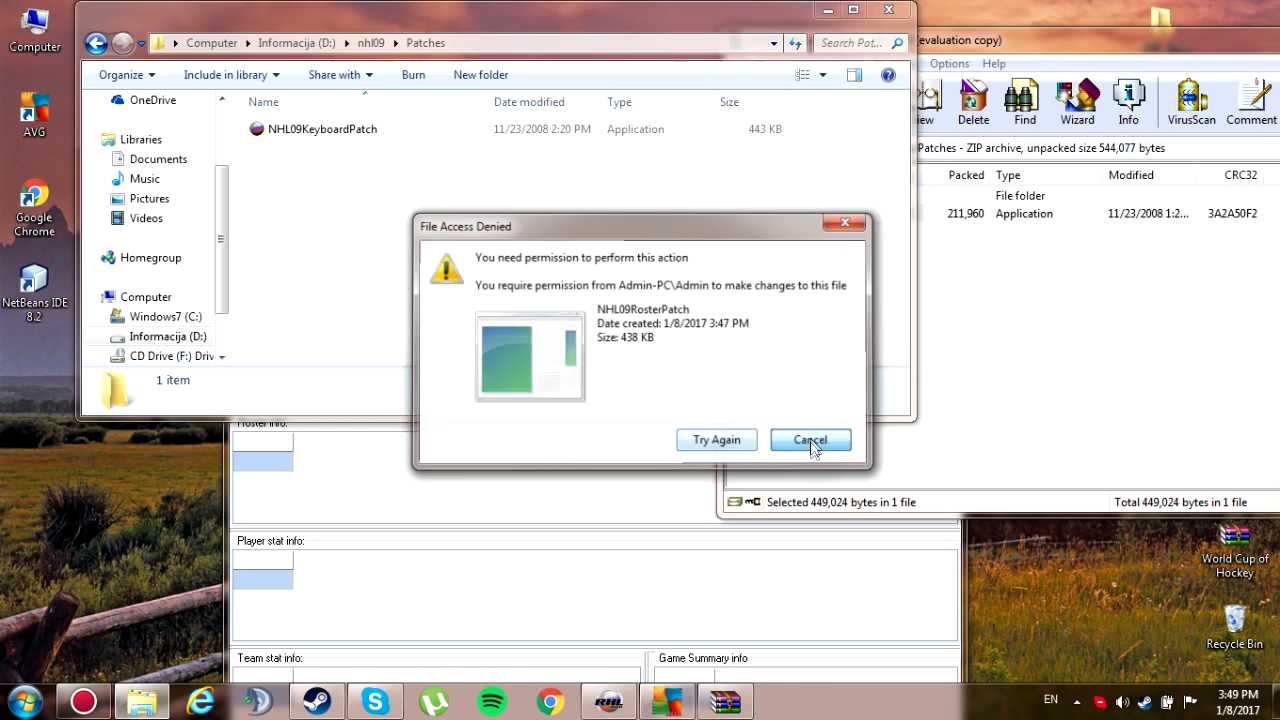 Computer
AVG
Google Chrome
NetBeans IDE 8.2
Computer Informacija (D:) nhl09 Patches
Search Pat...
Organize Include in library Share with Burn New folder
OneDrive
Libraries
Documents
Music
Pictures
Videos
Homegroup
Computer
Windows7 (C:)
Informacija (D:)
CD Drive (F:) Driv
Name Date modified Type Size
NHL09KeyboardPatch 11/23/2008 2:20 PM Application 443 KB
1 item
(evaluation copy)
Options Help
Delete Find Wizard Info VirusScan Comment
Patches - ZIP archive, unpacked size 544,077 bytes
Packed Type Modified CRC32
File folder
211,960 Application 11/23/2008 1:2... 3A2A50F2
File Access Denied
You need permission to perform this action
You require permission from Admin-PC\Admin to make changes to this file
NHL09RosterPatch
Date created: 1/8/2017 3:47 PM
Size: 438 KB
Try Again Cancel
Selected 449,024 bytes in 1 file Total 449,024 bytes in 1 file
Player stat info:
Team stat info: Game Summary info
World Cup of Hockey
Recycle Bin
RHL
EN
3:49 PM
1/8/2017